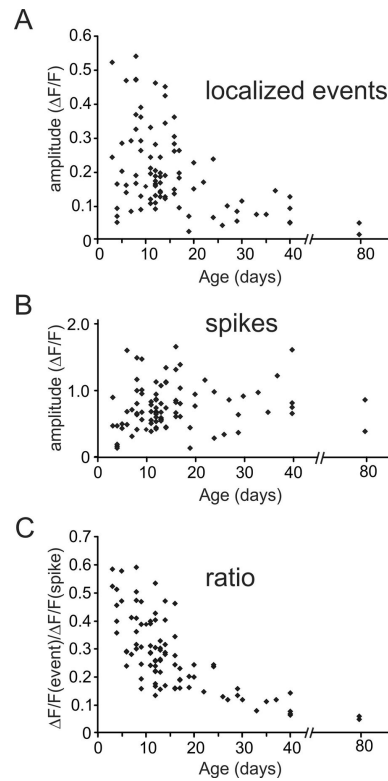 A
0.6
0.5
0.4
0.3
0.2
0.1
0
amplitude (ΔF/F)
localized events
0 10 20 30 40 80
Age (days)
B
2.0
1.0
0
amplitude (ΔF/F)
spikes
0 10 20 30 40 80
Age (days)
C
0.7
0.6
0.5
0.4
0.3
0.2
0.1
0
ΔF/F(event)/ΔF/F(spike)
ratio
0 10 20 30 40 80
Age (days)